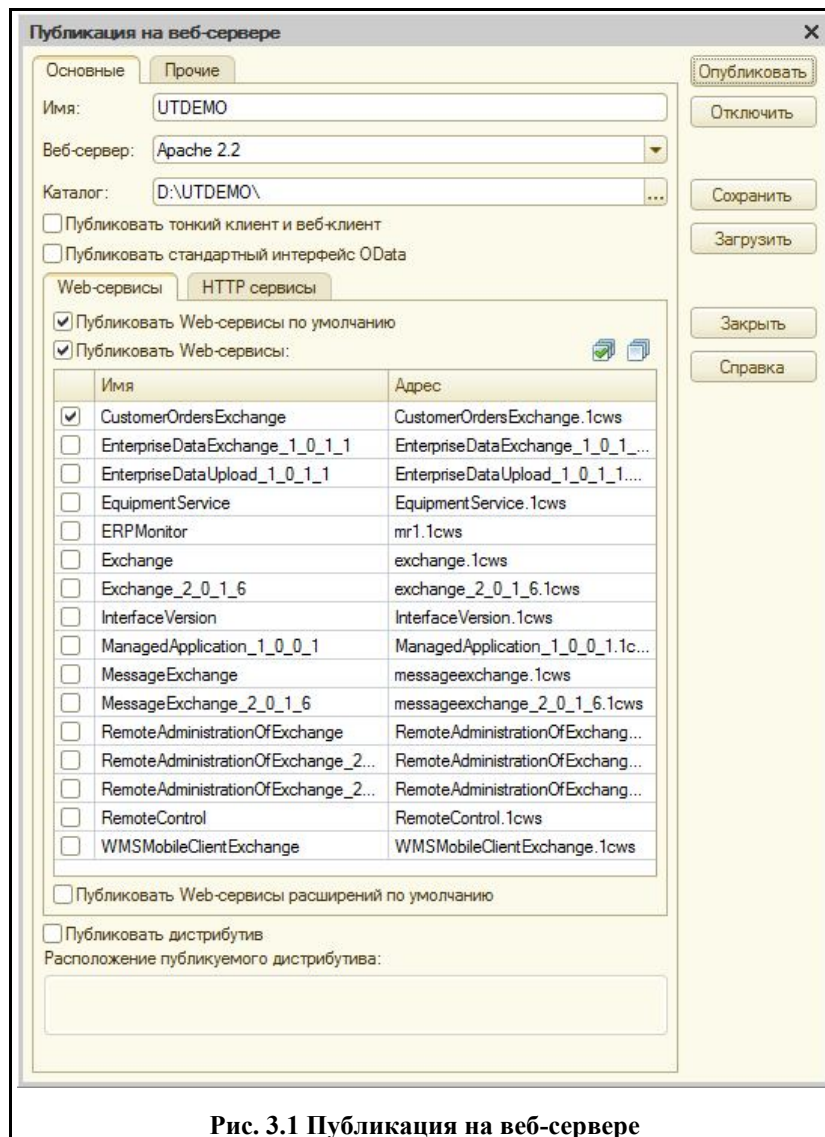 Публикация на веб-сервере
Основные Прочие
Опубликовать
Имя: UTDEMO
Отключить
Веб-сервер: Apache 2.2
Каталог: D:\UTDEMO\ ...
Сохранить
Публиковать тонкий клиент и веб-клиент
Загрузить
Публиковать стандартный интерфейс OData
Web-сервисы HTTP сервисы
Публиковать Web-сервисы по умолчанию
Закрыть
Публиковать Web-сервисы:
Справка
Имя Адрес
CustomerOrdersExchange CustomerOrdersExchange.1cws
EnterpriseDataExchange_1_0_1_1 EnterpriseDataExchange_1_0_1_...
EnterpriseDataUpload_1_0_1_1 EnterpriseDataUpload_1_0_1_1....
EquipmentService EquipmentService.1cws
ERPMonitor mr1.1cws
Exchange exchange.1cws
Exchange_2_0_1_6 exchange_2_0_1_6.1cws
InterfaceVersion InterfaceVersion.1cws
ManagedApplication_1_0_0_1 ManagedApplication_1_0_0_1.1c...
MessageExchange messageexchange.1cws
MessageExchange_2_0_1_6 messageexchange_2_0_1_6.1cws
RemoteAdministrationOfExchange RemoteAdministrationOfExchang...
RemoteAdministrationOfExchange_2... RemoteAdministrationOfExchang...
RemoteAdministrationOfExchange_2... RemoteAdministrationOfExchang...
RemoteControl RemoteControl.1cws
WMSMobileClientExchange WMSMobileClientExchange.1cws
Публиковать Web-сервисы расширений по умолчанию
Публиковать дистрибутив
Расположение публикуемого дистрибутива:
Рис. 3.1 Публикация на веб-сервере